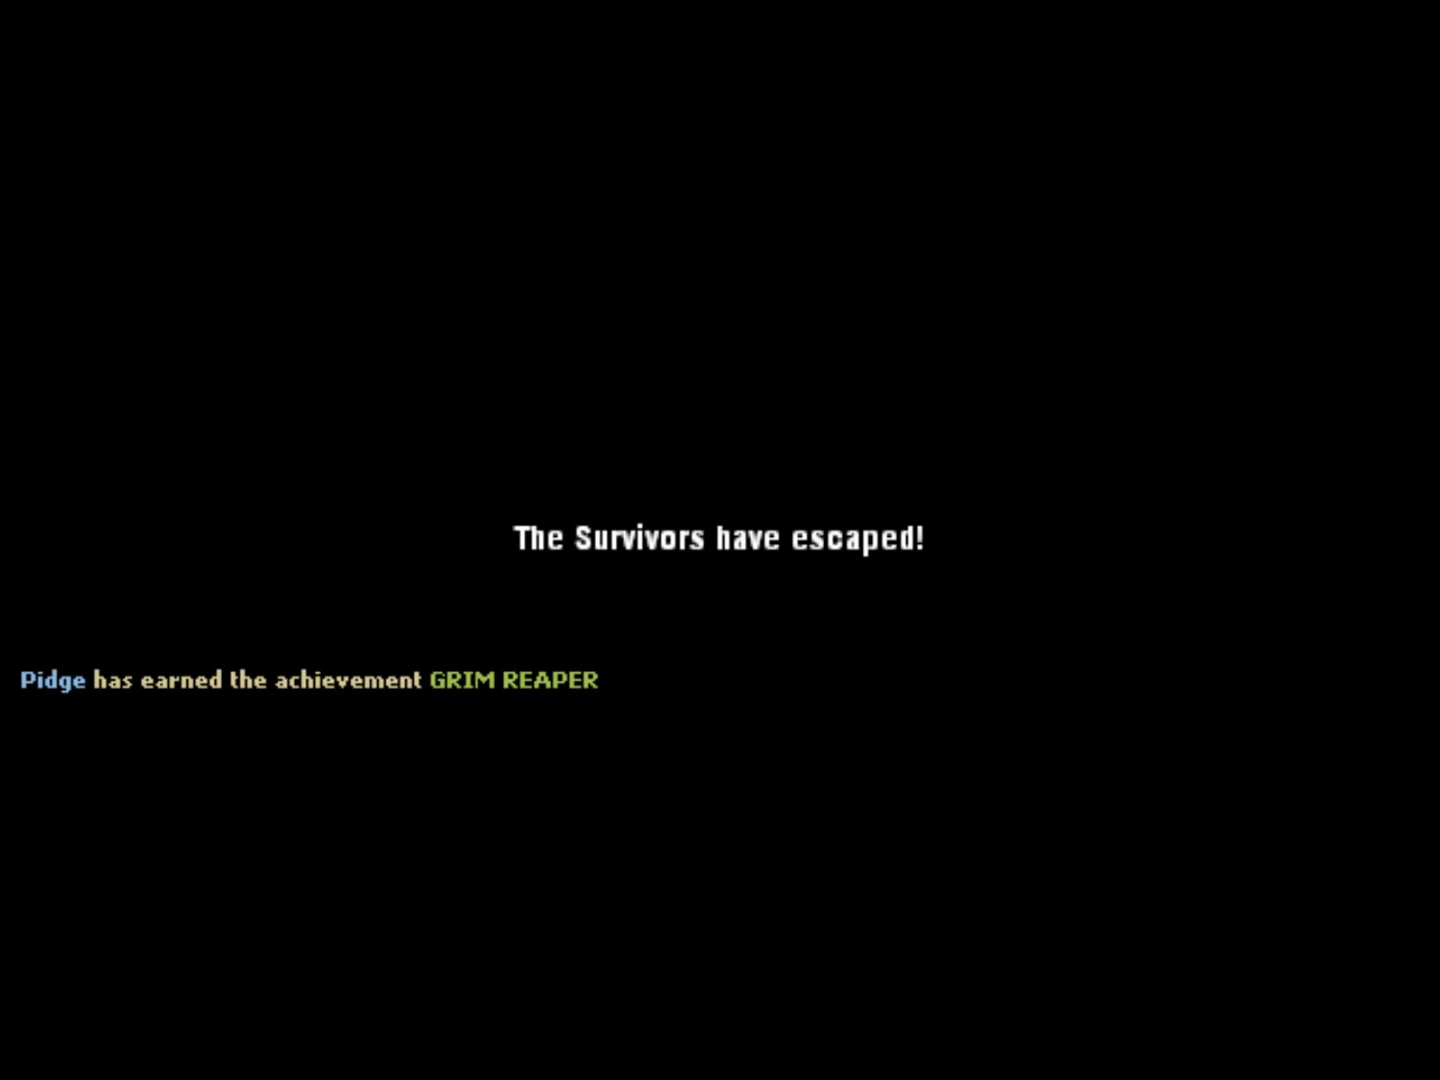 The Survivors have escaped!
Pidge has earned the achievement GRIM REAPER